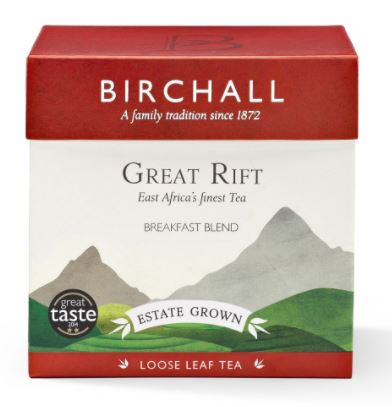 BIRCHALL
A family tradition since 1872
GREAT RIFT
East Africa's finest Tea
BREAKFAST BLEND
great
taste
2014
ESTATE GROWN
LOOSE LEAF TEA